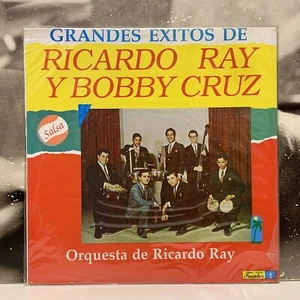 GRANDES EXITOS DE
RICARDO RAY
Y BOBBY CRUZ
Salsa
Orquesta de Ricardo Ray